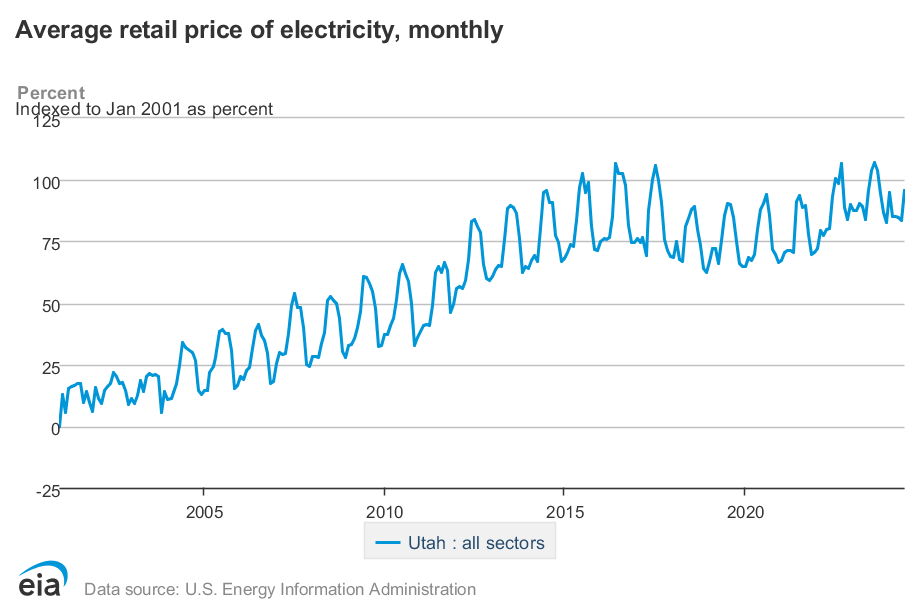 Average retail price of electricity, monthly
Percent
Indexed to Jan 2001 as percent
125
100
75
50
25
0
-25
2005 2010 2015 2020
Utah : all sectors
eia Data source: U.S. Energy Information Administration